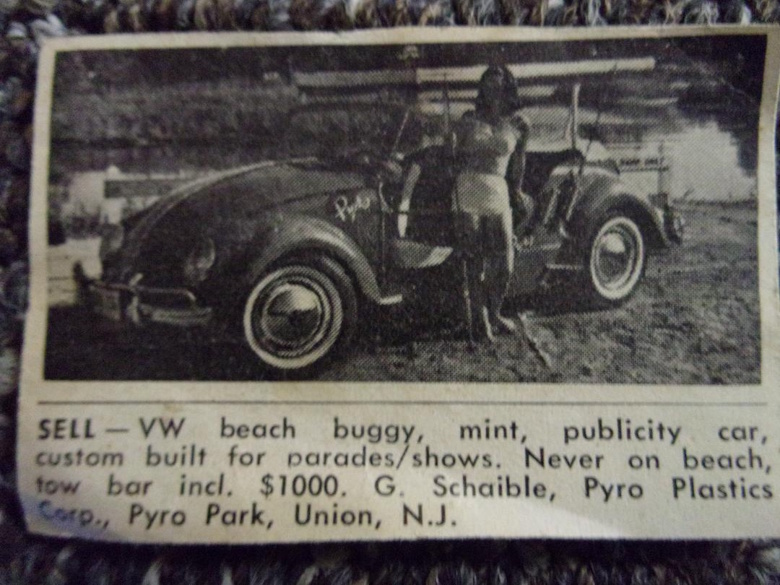 Pyro
SELL — VW beach buggy, mint, publicity car,
custom built for parades/shows. Never on beach,
tow bar incl. $1000. G. Schaible, Pyro Plastics
Corp., Pyro Park, Union, N.J.